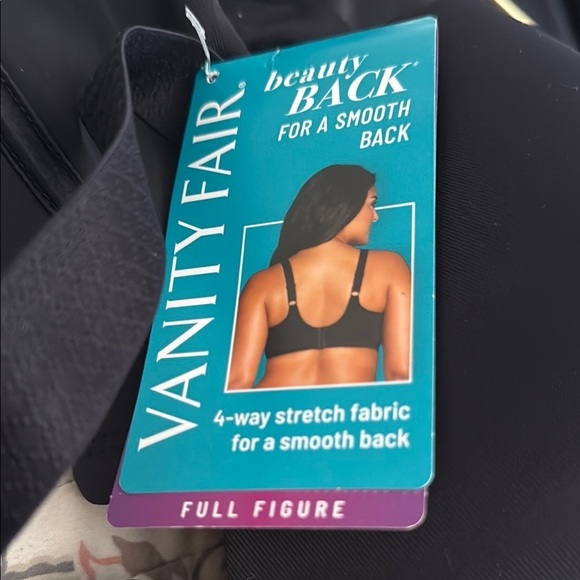 beauty
BACK®
FOR A SMOOTH
BACK
VANITY FAIR®
4-way stretch fabric
for a smooth back
FULL FIGURE